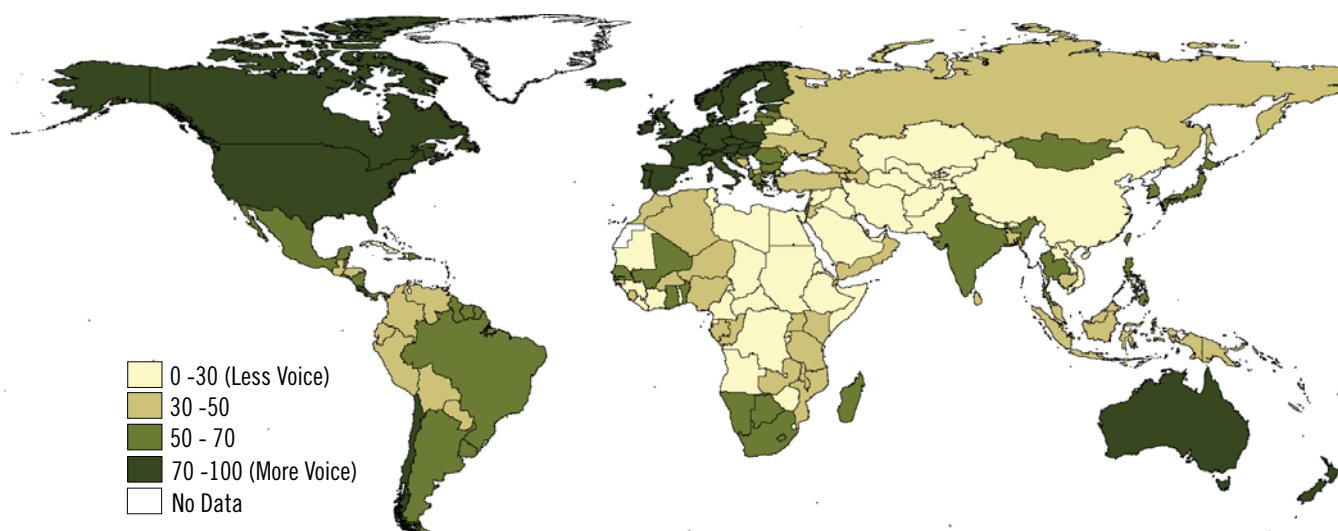 0 -30 (Less Voice)
30 -50
50 - 70
70 -100 (More Voice)
No Data